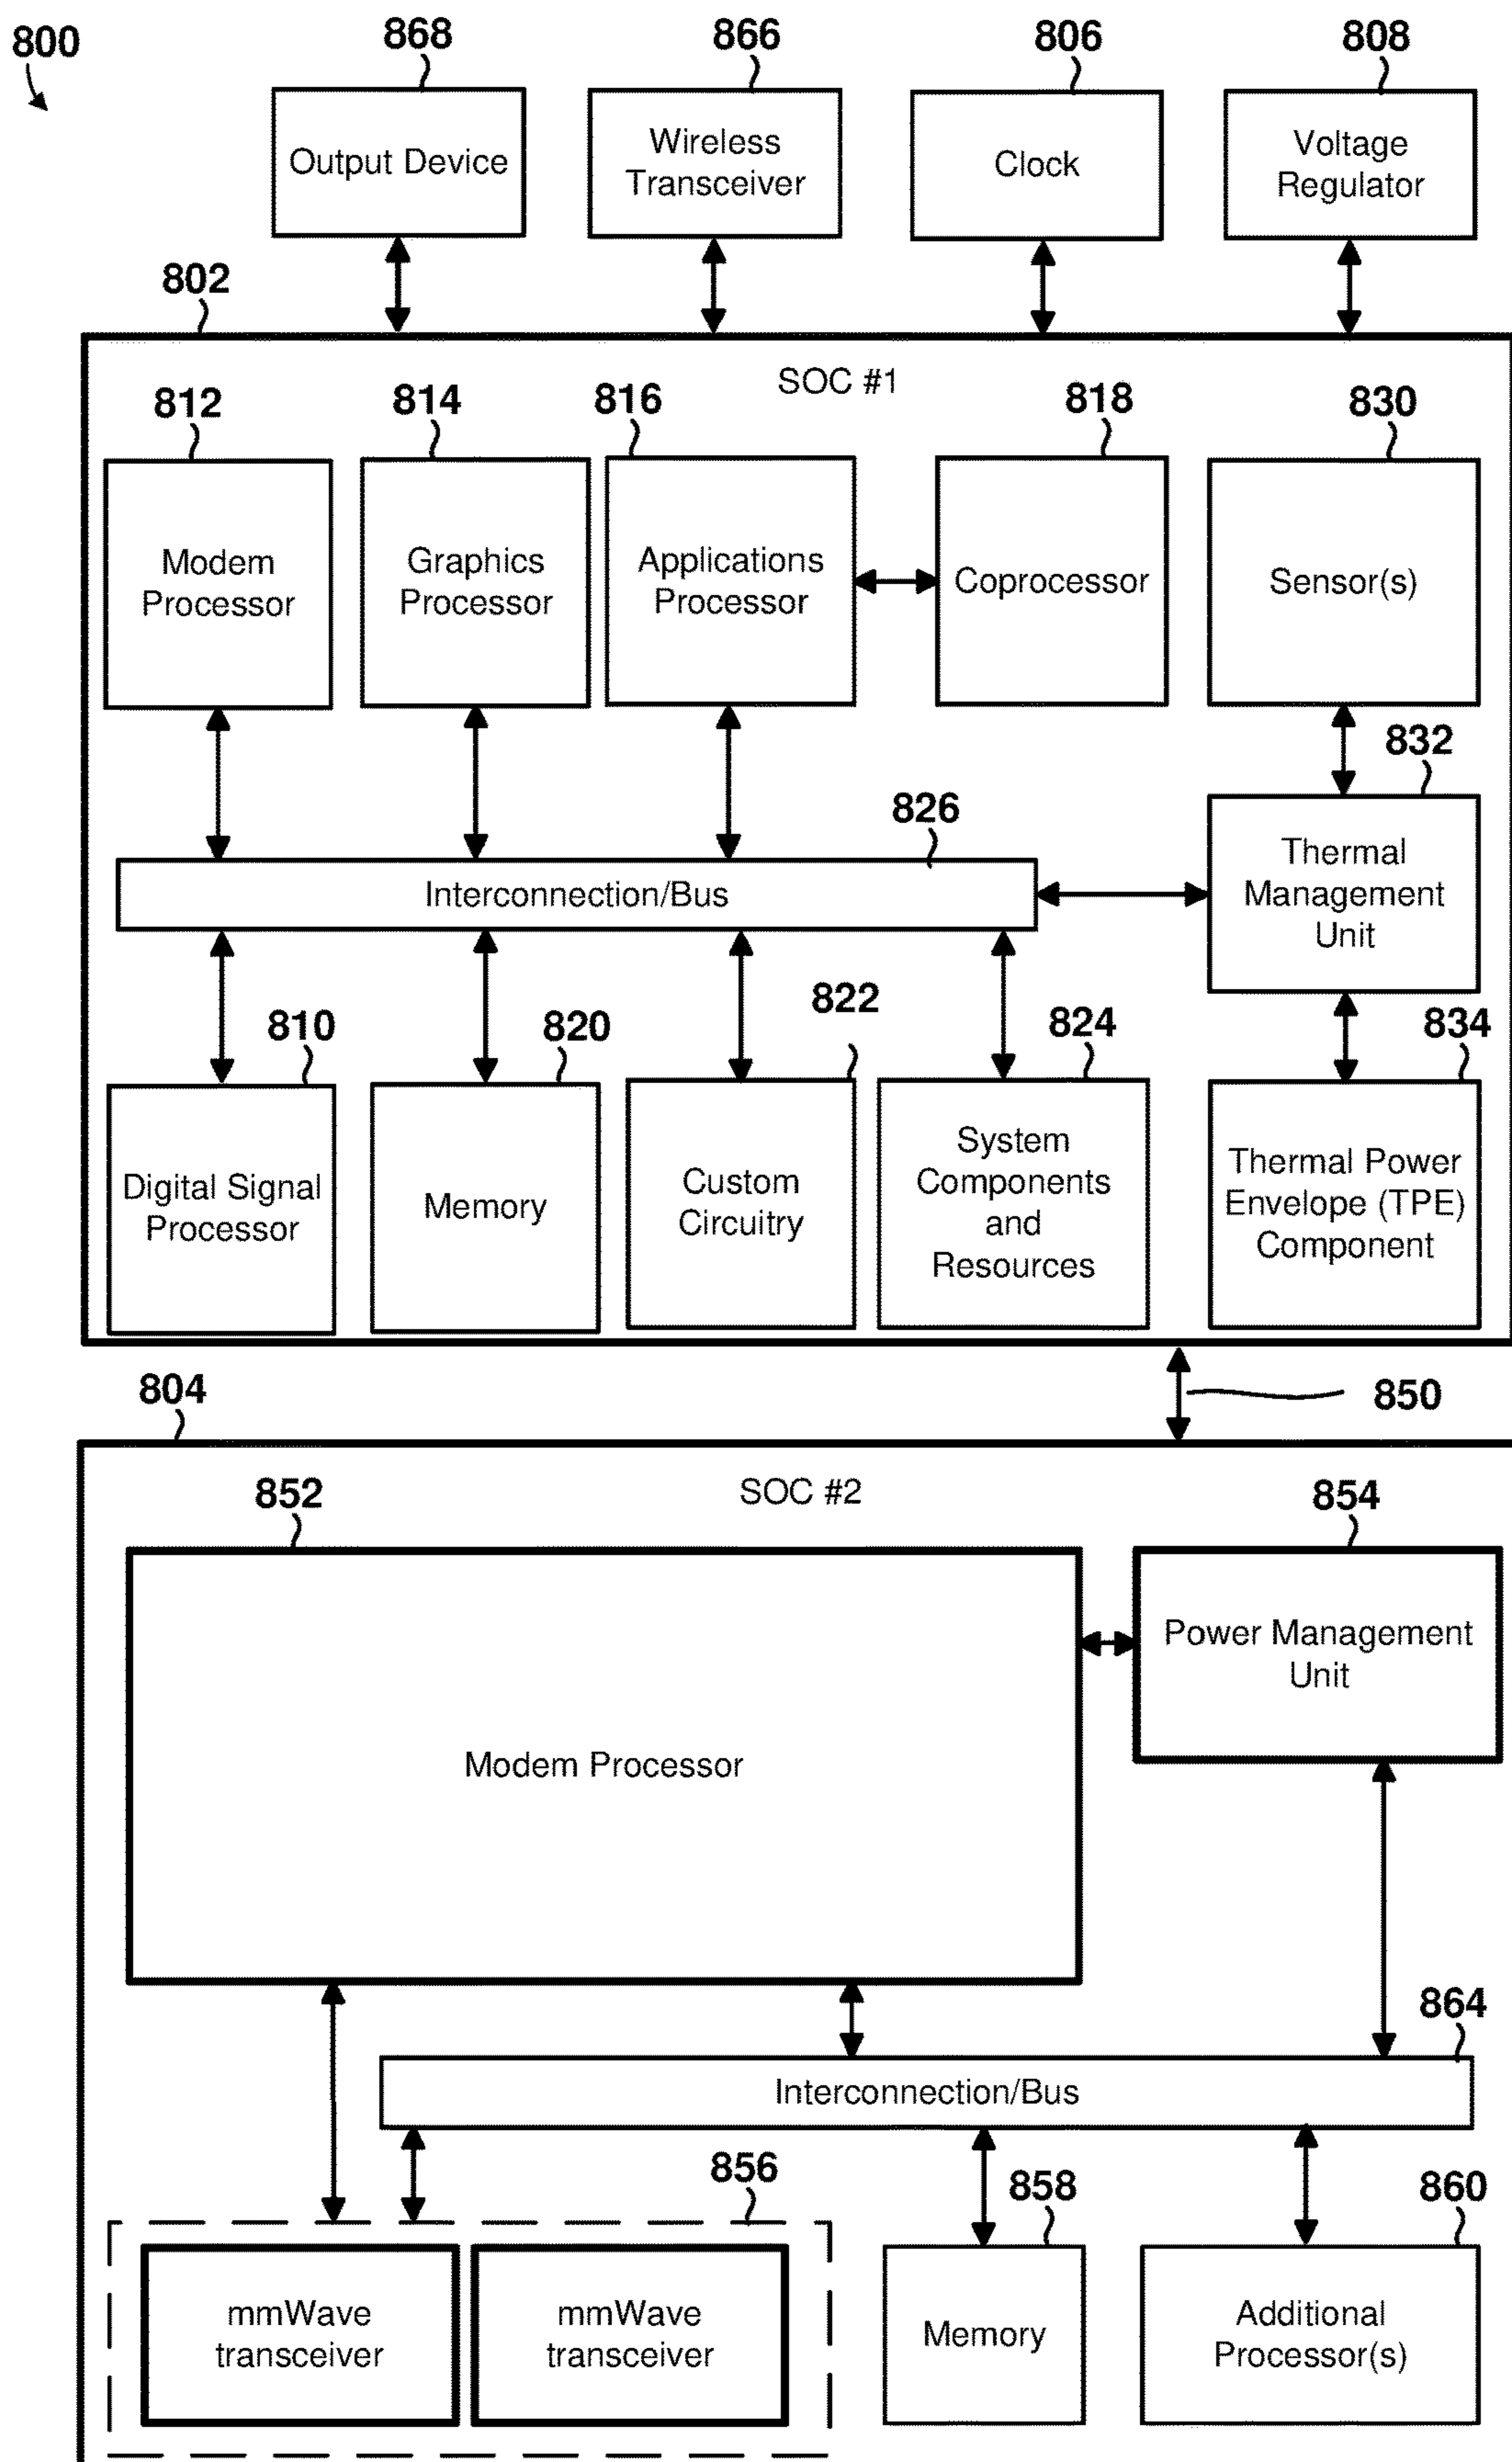 800
868
866
806
808
Output Device
Wireless
Transceiver
Clock
Voltage
Regulator
802
SOC #1
812
814
816
818
830
Modem
Processor
Graphics
Processor
Applications
Processor
Coprocessor
Sensor(s)
832
826
Interconnection/Bus
Thermal
Management
Unit
810
820
822
824
834
Digital Signal
Processor
Memory
Custom
Circuitry
System
Components
and
Resources
Thermal Power
Envelope (TPE)
Component
850
804
SOC #2
852
854
Modem Processor
Power Management
Unit
864
Interconnection/Bus
856
858
860
mmWave
transceiver
mmWave
transceiver
Memory
Additional
Processor(s)